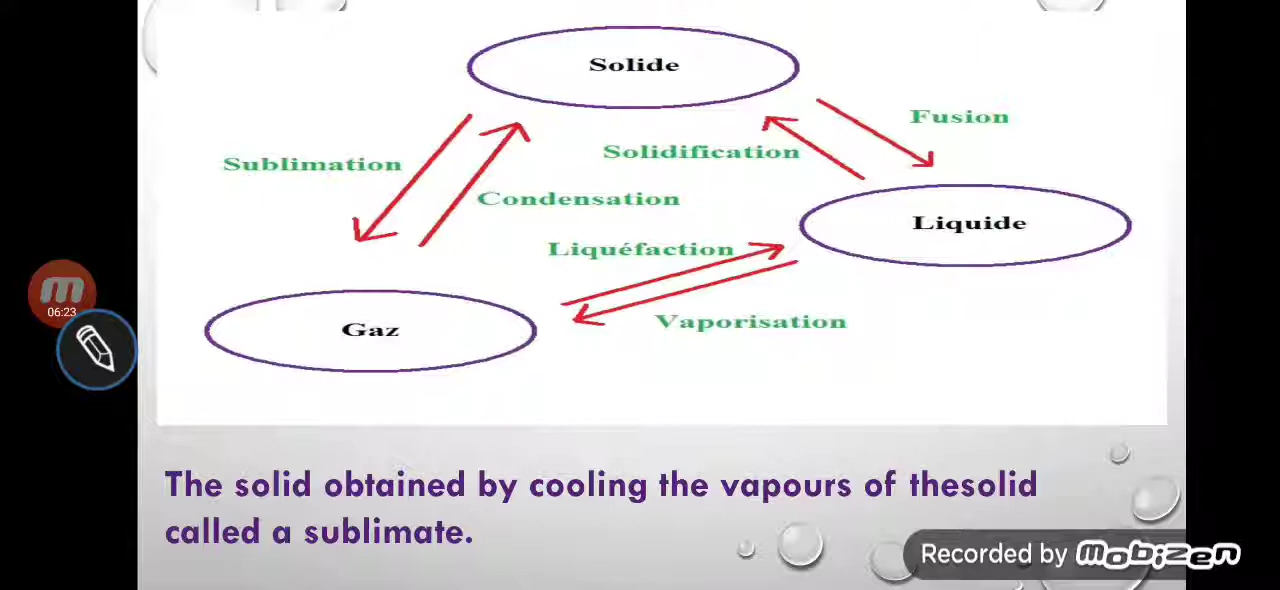 Solide
Fusion
Solidification
Sublimation
Condensation
Liquide
Liquéfaction
Vaporisation
Gaz
06:23
The solid obtained by cooling the vapours of thesolid
called a sublimate.
Recorded by Mobizen